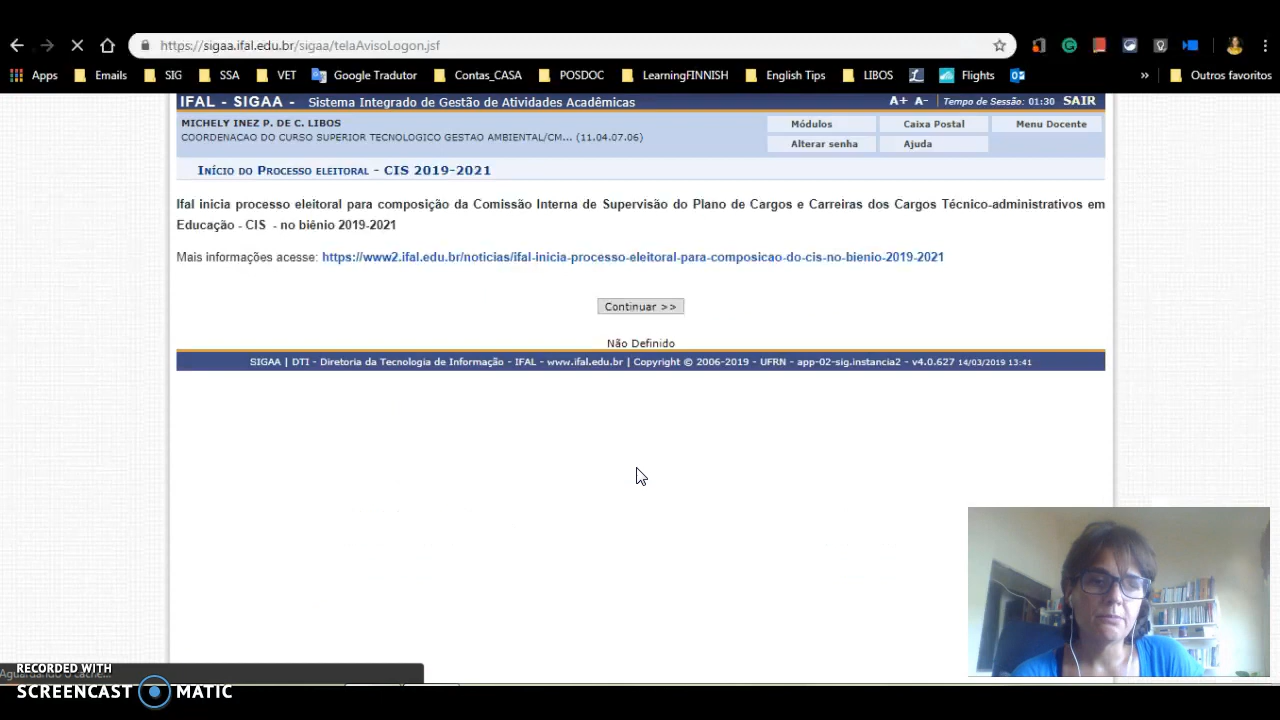 https://sigaa.ifal.edu.br/sigaa/telaAvisoLogon.jsf
Apps Emails SIG SSA VET Google Tradutor Contas_CASA POSDOC LearningFINNISH English Tips LIBOS Flights » Outros favoritos
IFAL - SIGAA - Sistema Integrado de Gestão de Atividades Acadêmicas A+ A- Tempo de Sessão: 01:30 SAIR
MICHELY INEZ P. DE C. LIBOS Módulos Caixa Postal Menu Docente
COORDENACAO DO CURSO SUPERIOR TECNOLOGICO GESTAO AMBIENTAL/CM... (11.04.07.06) Alterar senha Ajuda
Início do Processo eleitoral - CIS 2019-2021
Ifal inicia processo eleitoral para composição da Comissão Interna de Supervisão do Plano de Cargos e Carreiras dos Cargos Técnico-administrativos em
Educação - CIS - no biênio 2019-2021
Mais informações acesse: https://www2.ifal.edu.br/noticias/ifal-inicia-processo-eleitoral-para-composicao-do-cis-no-bienio-2019-2021
Continuar >>
Não Definido
SIGAA | DTI - Diretoria da Tecnologia de Informação - IFAL - www.ifal.edu.br | Copyright © 2006-2019 - UFRN - app-02-sig.instancia2 - v4.0.627 14/03/2019 13:41
RECORDED WITH
SCREENCAST MATIC